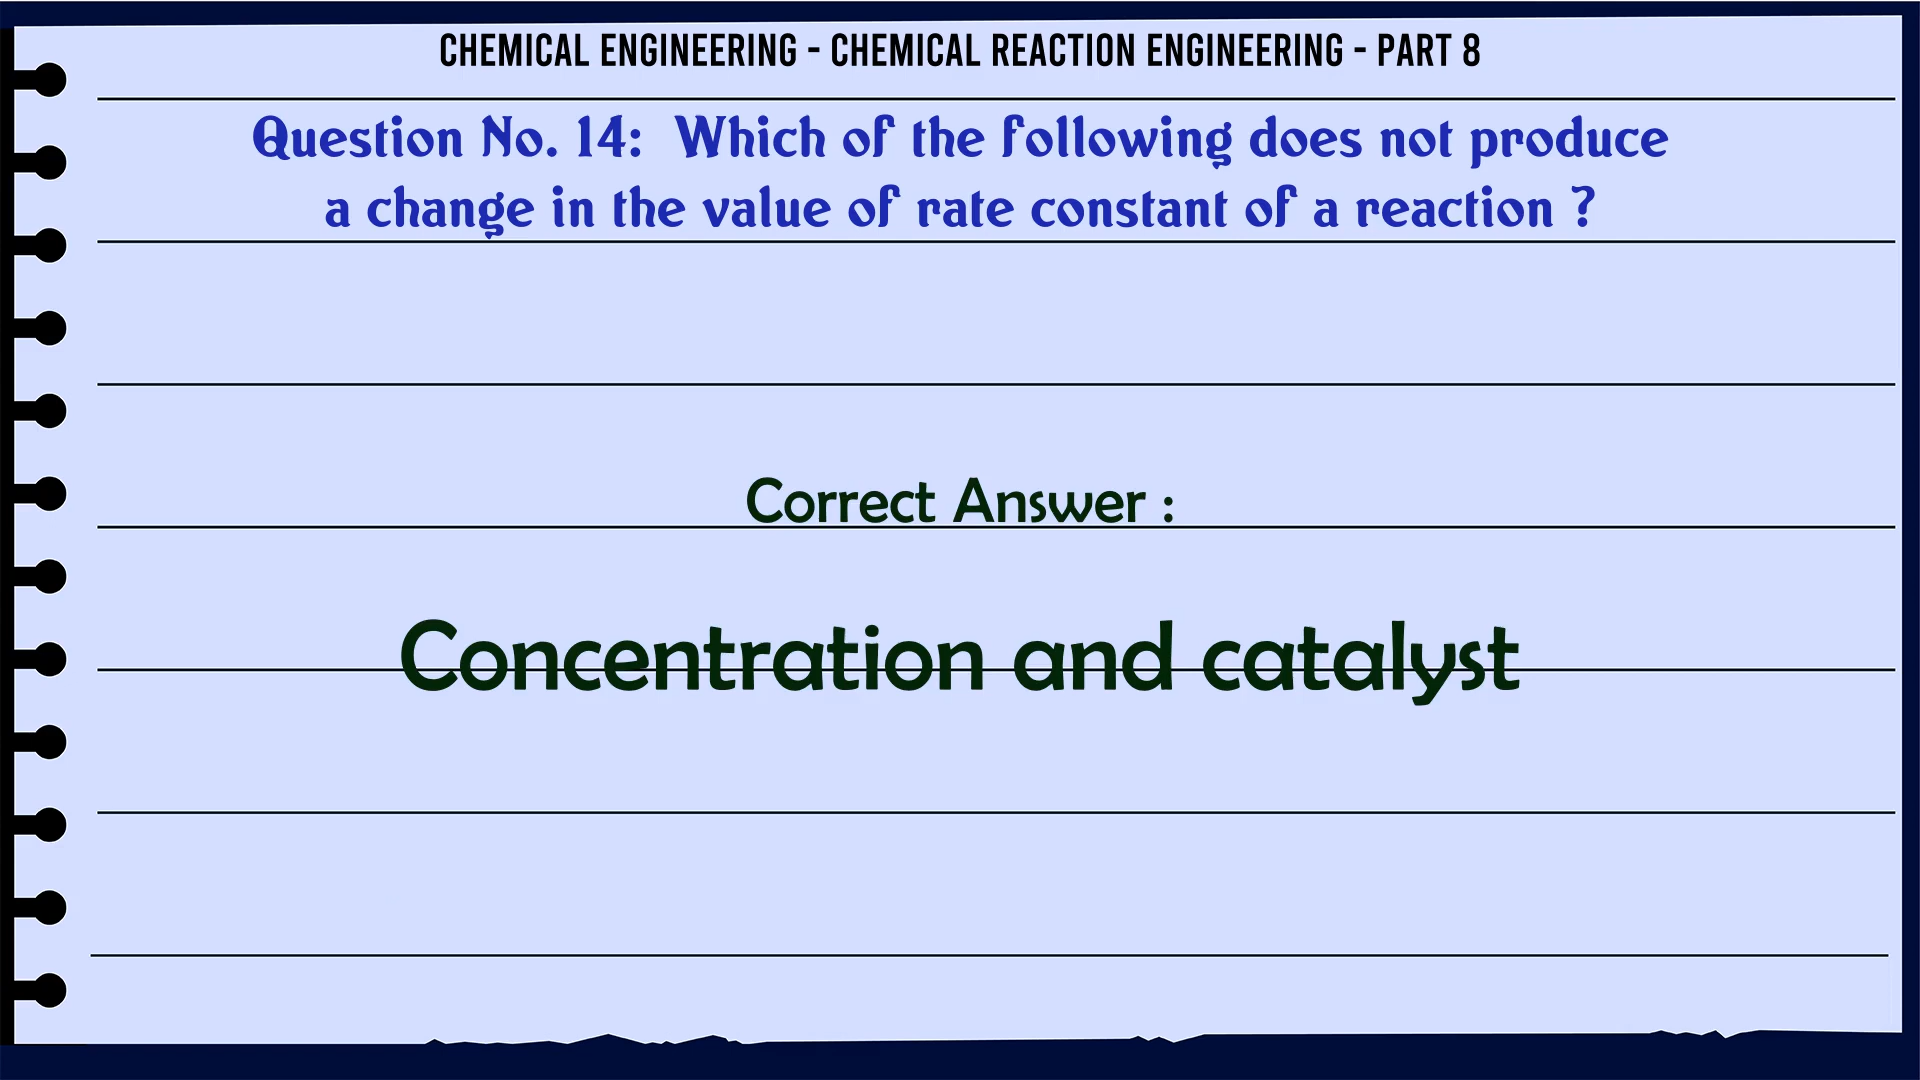 CHEMICAL ENGINEERING - CHEMICAL REACTION ENGINEERING - PART 8
Question No. 14: Which of the following does not produce
a change in the value of rate constant of a reaction ?
Correct Answer :
Concentration and catalyst